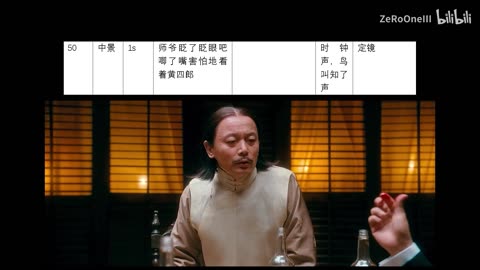 ZeRoOneIII bilibili
50 中景 1s 师爷眨了眨眼吧 时钟 定镜
唧了嘴害怕地看 声，鸟
着黄四郎 叫知了
声